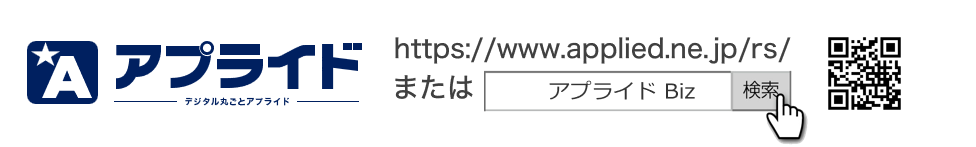 A アプライド
デジタル丸ごとアプライド
https://www.applied.ne.jp/rs/
または アプライド Biz 検索